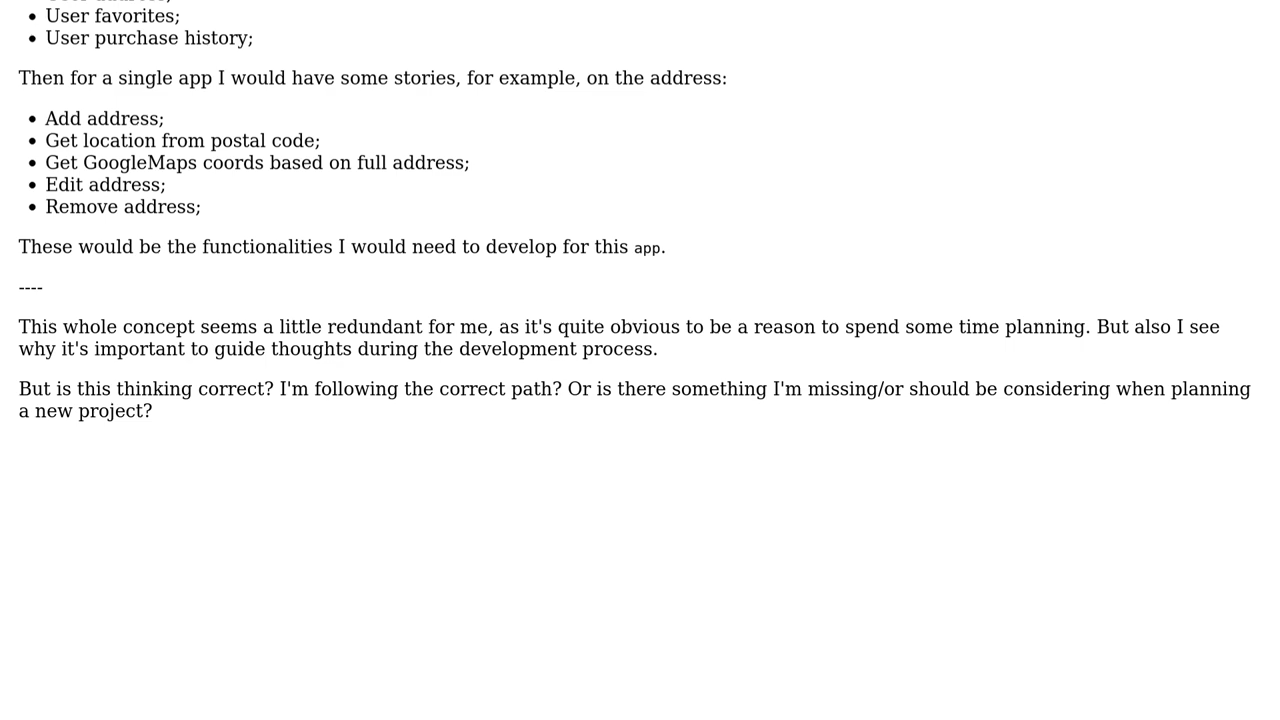 • User favorites;
• User purchase history;
Then for a single app I would have some stories, for example, on the address:
• Add address;
• Get location from postal code;
• Get GoogleMaps coords based on full address;
• Edit address;
• Remove address;
These would be the functionalities I would need to develop for this app.
----
This whole concept seems a little redundant for me, as it's quite obvious to be a reason to spend some time planning. But also I see
why it's important to guide thoughts during the development process.
But is this thinking correct? I'm following the correct path? Or is there something I'm missing/or should be considering when planning
a new project?